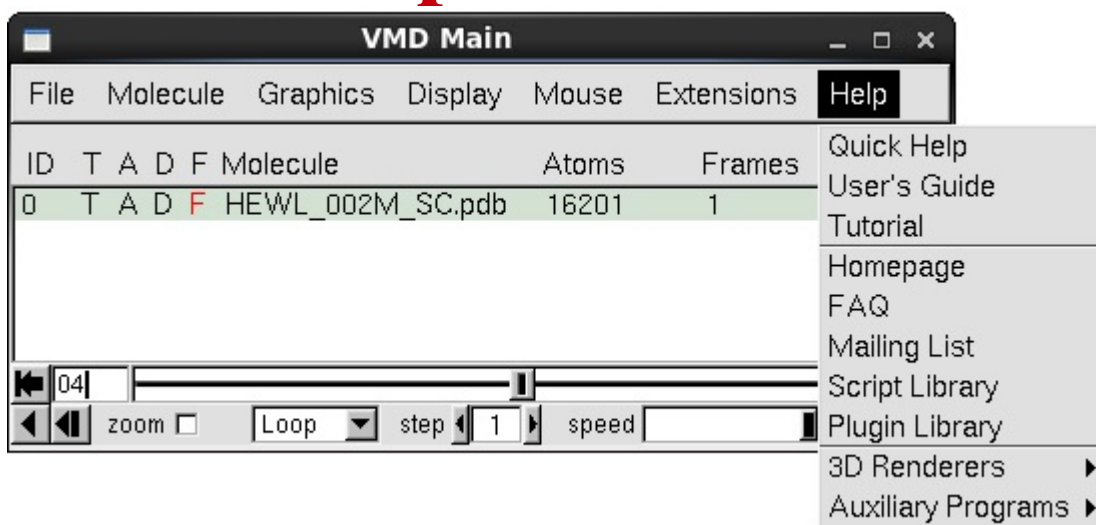 VMD Main
File Molecule Graphics Display Mouse Extensions Help
ID T A D F Molecule Atoms Frames
0 T A D F HEWL_002M_SC.pdb 16201 1
04
zoom Loop step 1 speed
Quick Help
User's Guide
Tutorial
Homepage
FAQ
Mailing List
Script Library
Plugin Library
3D Renderers
Auxiliary Programs